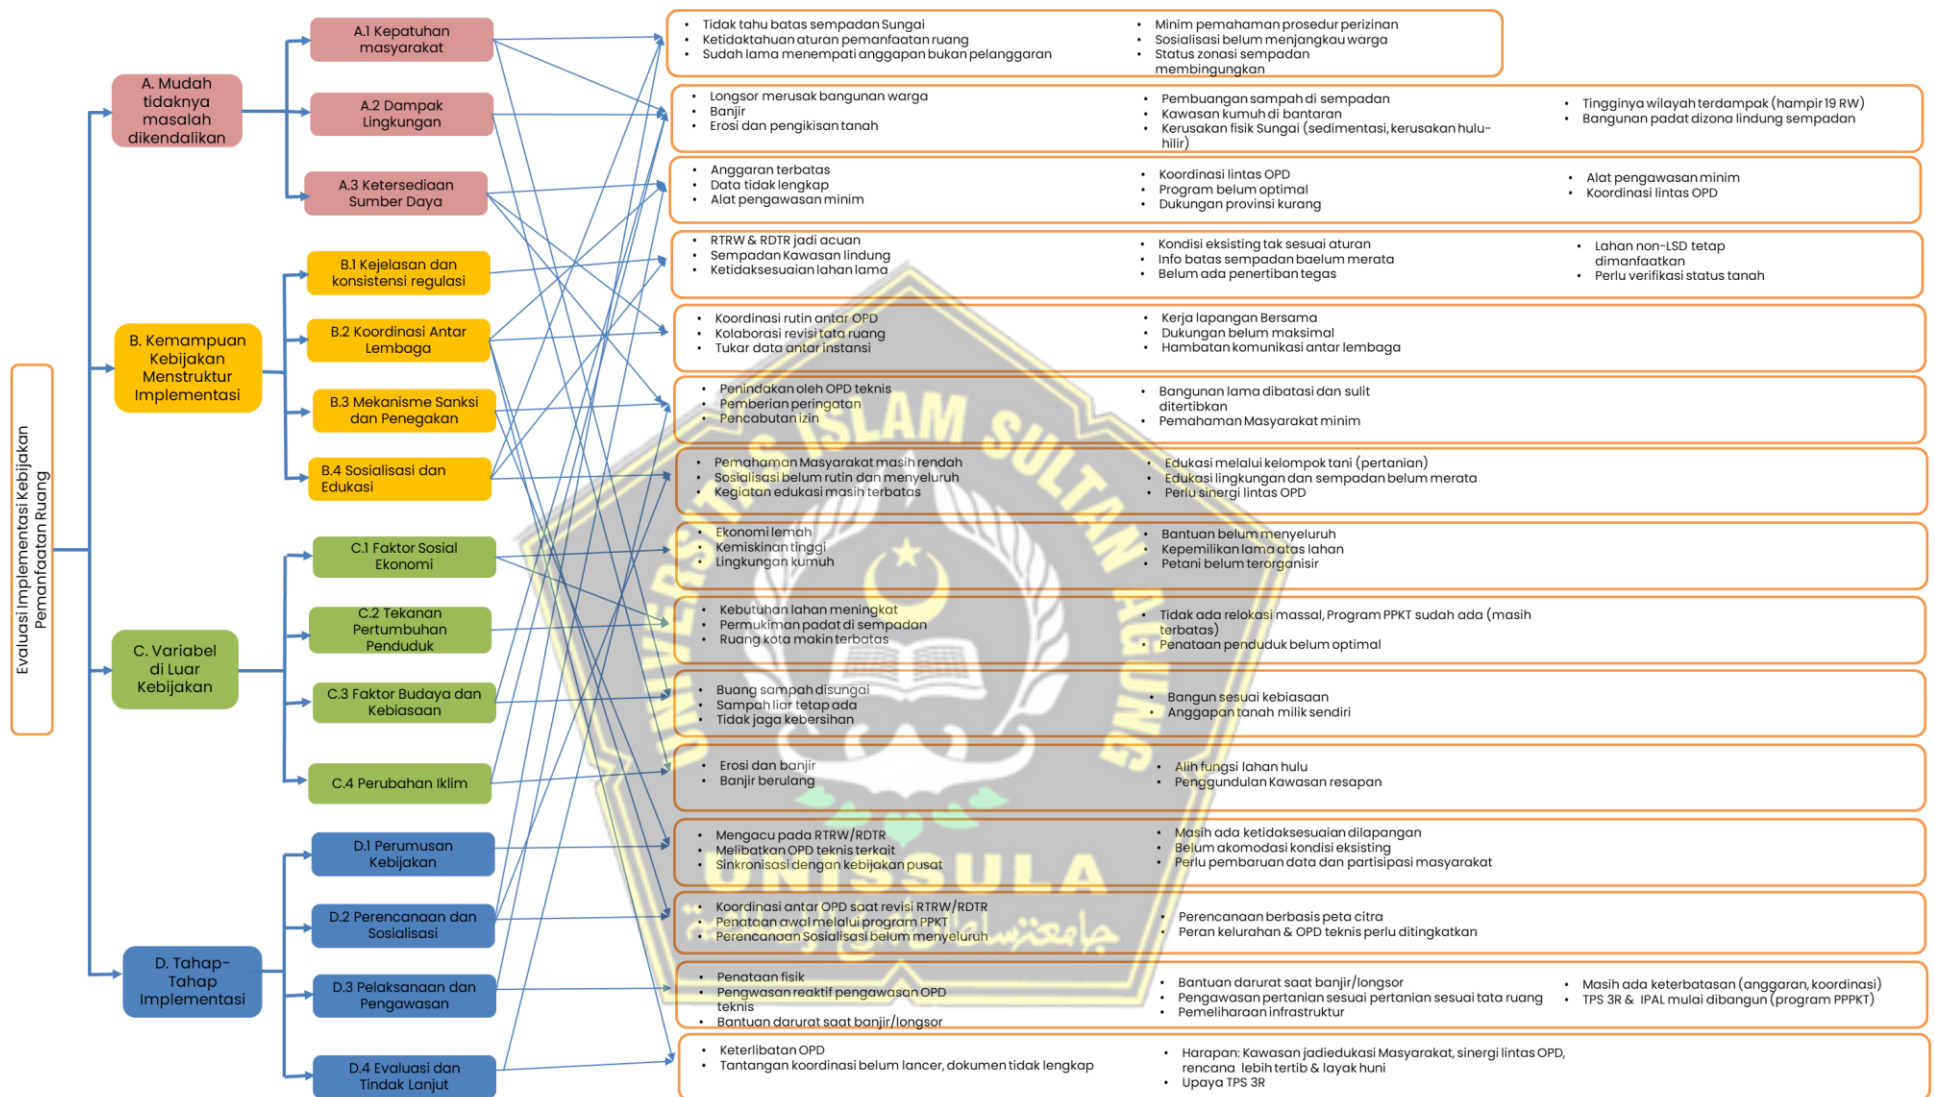 Evaluasi Implementasi Kebijakan
Pemanfaatan Ruang
A. Mudah
tidaknya
masalah
dikendalikan
A.1 Kepatuhan
masyarakat
A.2 Dampak
Lingkungan
A.3 Ketersediaan
Sumber Daya
B. Kemampuan
Kebijakan
Menstruktur
Implementasi
B.1 Kejelasan dan
konsistensi regulasi
B.2 Koordinasi Antar
Lembaga
B.3 Mekanisme Sanksi
dan Penegakan
B.4 Sosialisasi dan
Edukasi
C. Variabel
di Luar
Kebijakan
C.1 Faktor Sosial
Ekonomi
C.2 Tekanan
Pertumbuhan
Penduduk
C.3 Faktor Budaya dan
Kebiasaan
C.4 Perubahan Iklim
D. Tahap-
Tahap
Implementasi
D.1 Perumusan
Kebijakan
D.2 Perencanaan dan
Sosialisasi
D.3 Pelaksanaan dan
Pengawasan
D.4 Evaluasi dan
Tindak Lanjut
• Tidak tahu batas sempadan Sungai
• Ketidaktahuan aturan pemanfaatan ruang
• Sudah lama menempati anggapan bukan pelanggaran
• Minim pemahaman prosedur perizinan
• Sosialisasi belum menjangkau warga
• Status zonasi sempadan
membingungkan
• Longsor merusak bangunan warga
• Banjir
• Erosi dan pengikisan tanah
• Pembuangan sampah di sempadan
• Kawasan kumuh di bantaran
• Kerusakan fisik Sungai (sedimentasi, kerusakan hulu-
hilir)
• Tingginya wilayah terdampak (hampir 19 RW)
• Bangunan padat dizona lindung sempadan
• Anggaran terbatas
• Data tidak lengkap
• Alat pengawasan minim
• Koordinasi lintas OPD
• Program belum optimal
• Dukungan provinsi kurang
• Alat pengawasan minim
• Koordinasi lintas OPD
• RTRW & RDTR jadi acuan
• Sempadan Kawasan lindung
• Ketidaksesuaian lahan lama
• Kondisi eksisting tak sesuai aturan
• Info batas sempadan baelum merata
• Belum ada penertiban tegas
• Lahan non-LSD tetap
dimanfaatkan
• Perlu verifikasi status tanah
• Koordinasi rutin antar OPD
• Kolaborasi revisi tata ruang
• Tukar data antar instansi
• Kerja lapangan Bersama
• Dukungan belum maksimal
• Hambatan komunikasi antar lembaga
• Penindakan oleh OPD teknis
• Pemberian peringatan
• Pencabutan izin
• Bangunan lama dibatasi dan sulit
ditertibkan
• Pemahaman Masyarakat minim
• Pemahaman Masyarakat masih rendah
• Sosialisasi belum rutin dan menyeluruh
• Kegiatan edukasi masih terbatas
• Edukasi melalui kelompok tani (pertanian)
• Edukasi lingkungan dan sempadan belum merata
• Perlu sinergi lintas OPD
• Ekonomi lemah
• Kemiskinan tinggi
• Lingkungan kumuh
• Bantuan belum menyeluruh
• Kepemilikan lama atas lahan
• Petani belum terorganisir
• Kebutuhan lahan meningkat
• Permukiman padat di sempadan
• Ruang kota makin terbatas
• Tidak ada relokasi massal, Program PPKT sudah ada (masih
terbatas)
• Penataan penduduk belum optimal
• Buang sampah disungai
• Sampah liar tetap ada
• Tidak jaga kebersihan
• Bangun sesuai kebiasaan
• Anggapan tanah milik sendiri
• Erosi dan banjir
• Banjir berulang
• Alih fungsi lahan hulu
• Penggundulan Kawasan resapan
• Mengacu pada RTRW/RDTR
• Melibatkan OPD teknis terkait
• Sinkronisasi dengan kebijakan pusat
• Masih ada ketidaksesuaian dilapangan
• Belum akomodasi kondisi eksisting
• Perlu pembaruan data dan partisipasi masyarakat
• Koordinasi antar OPD saat revisi RTRW/RDTR
• Penataan awal melalui program PPKT
• Perencanaan Sosialisasi belum menyeluruh
• Perencanaan berbasis peta citra
• Peran kelurahan & OPD teknis perlu ditingkatkan
• Penataan fisik
• Pengwasan reaktif pengawasan OPD
teknis
• Bantuan darurat saat banjir/longsor
• Bantuan darurat saat banjir/longsor
• Pengawasan pertanian sesuai pertanian sesuai tata ruang
• Pemeliharaan infrastruktur
• Masih ada keterbatasan (anggaran, koordinasi)
• TPS 3R & IPAL mulai dibangun (program PPPKT)
• Keterlibatan OPD
• Tantangan koordinasi belum lancer, dokumen tidak lengkap
• Harapan: Kawasan jadiedukasi Masyarakat, sinergi lintas OPD,
rencana lebih tertib & layak huni
• Upaya TPS 3R
UNIVERSITAS ISLAM SULTAN AGUNG
UNISSULA